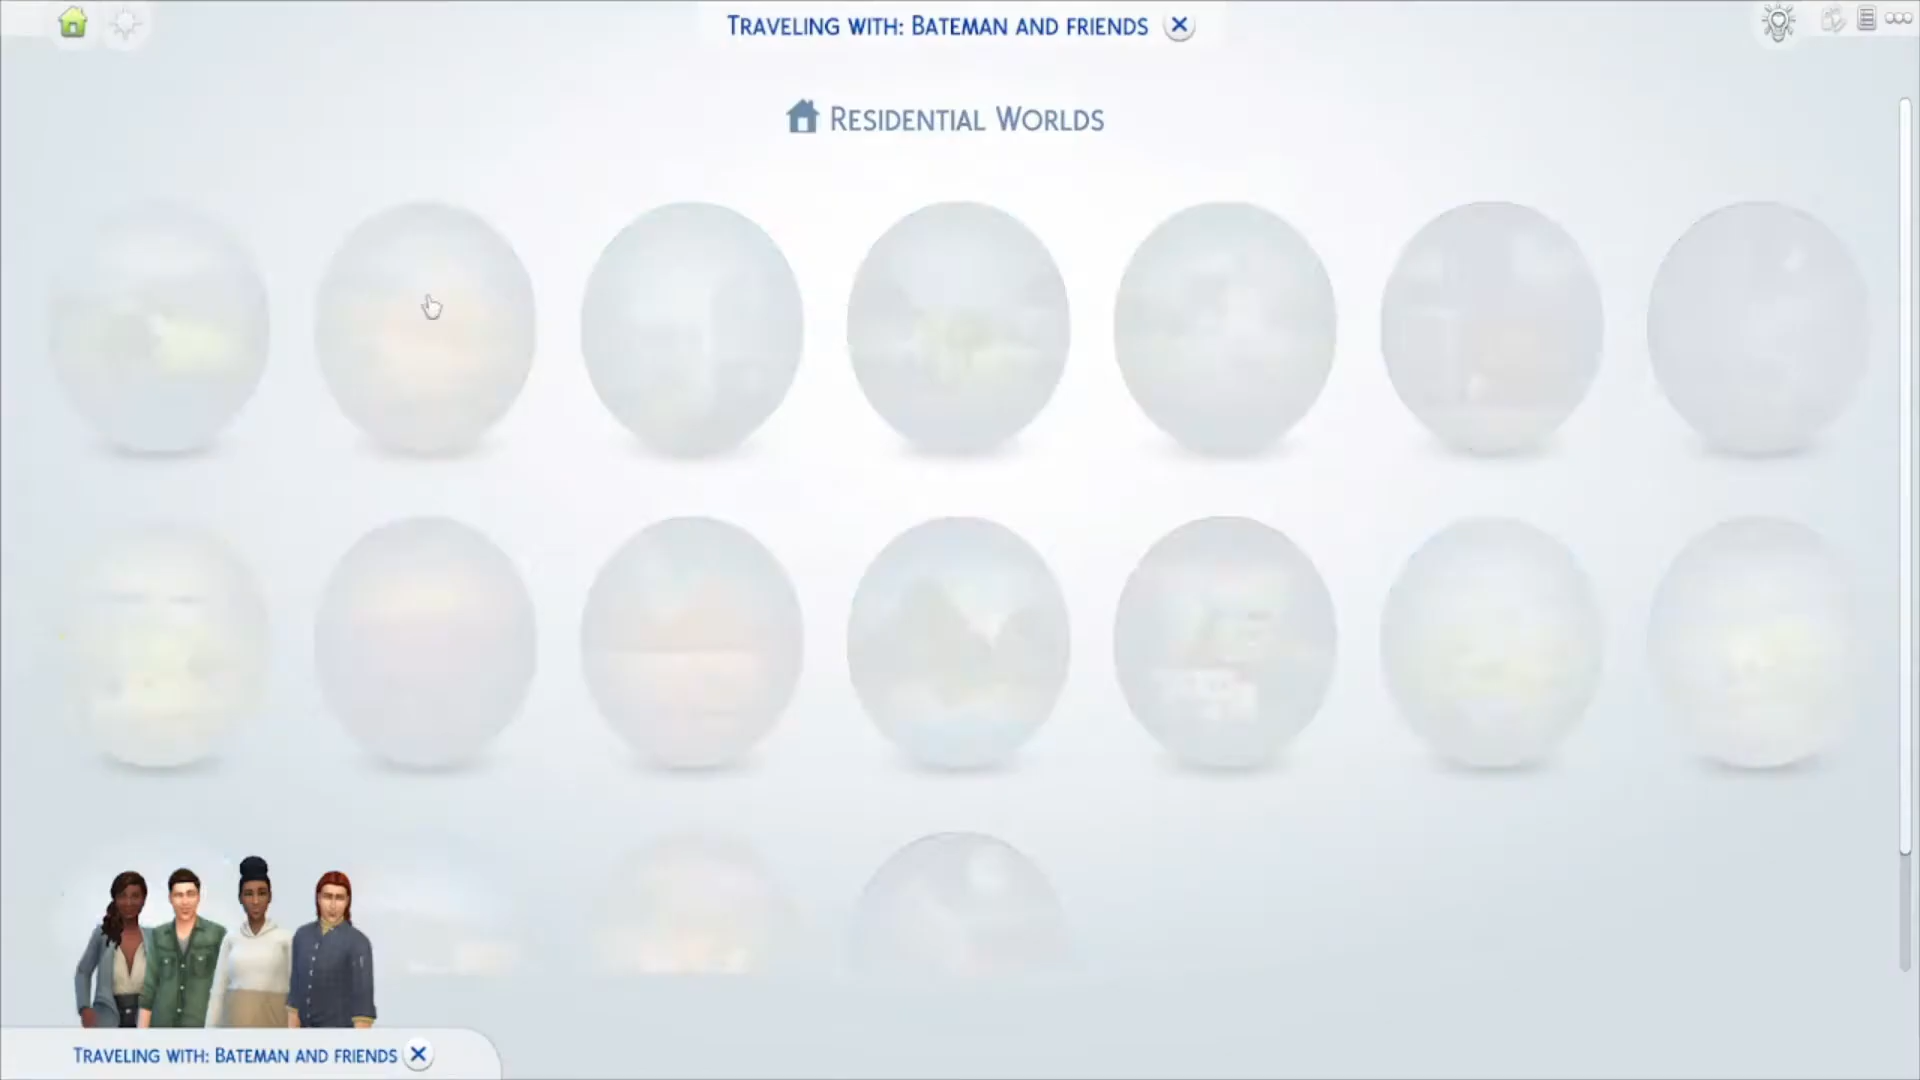 TRAVELING WITH: BATEMAN AND FRIENDS
RESIDENTIAL WORLDS
TRAVELING WITH: BATEMAN AND FRIENDS